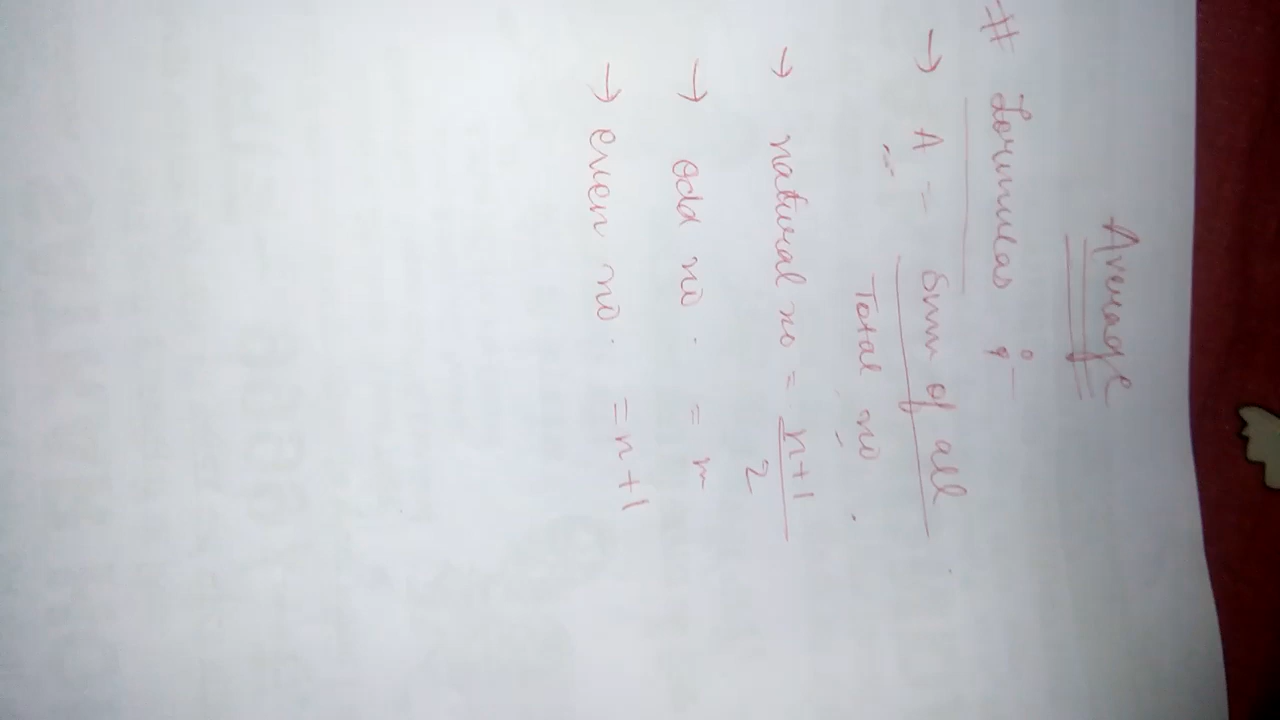 Average
# Formulas :-
→ A = Sum of all
Total no.
→ natural no = n+1
2
→ odd no. = n
→ even no. = n+1